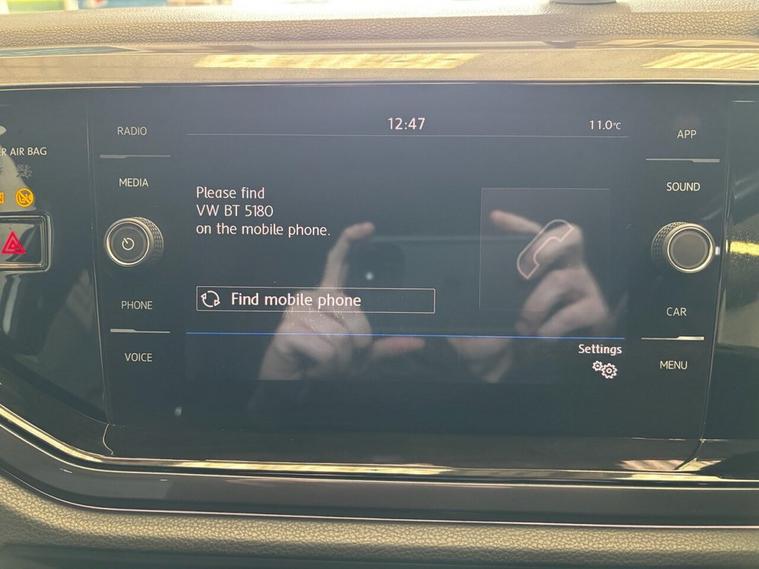 RADIO
12:47
11.0°C
APP
R AIR BAG
MEDIA
Please find
SOUND
VW BT 5180
on the mobile phone.
PHONE
Find mobile phone
CAR
VOICE
Settings
MENU